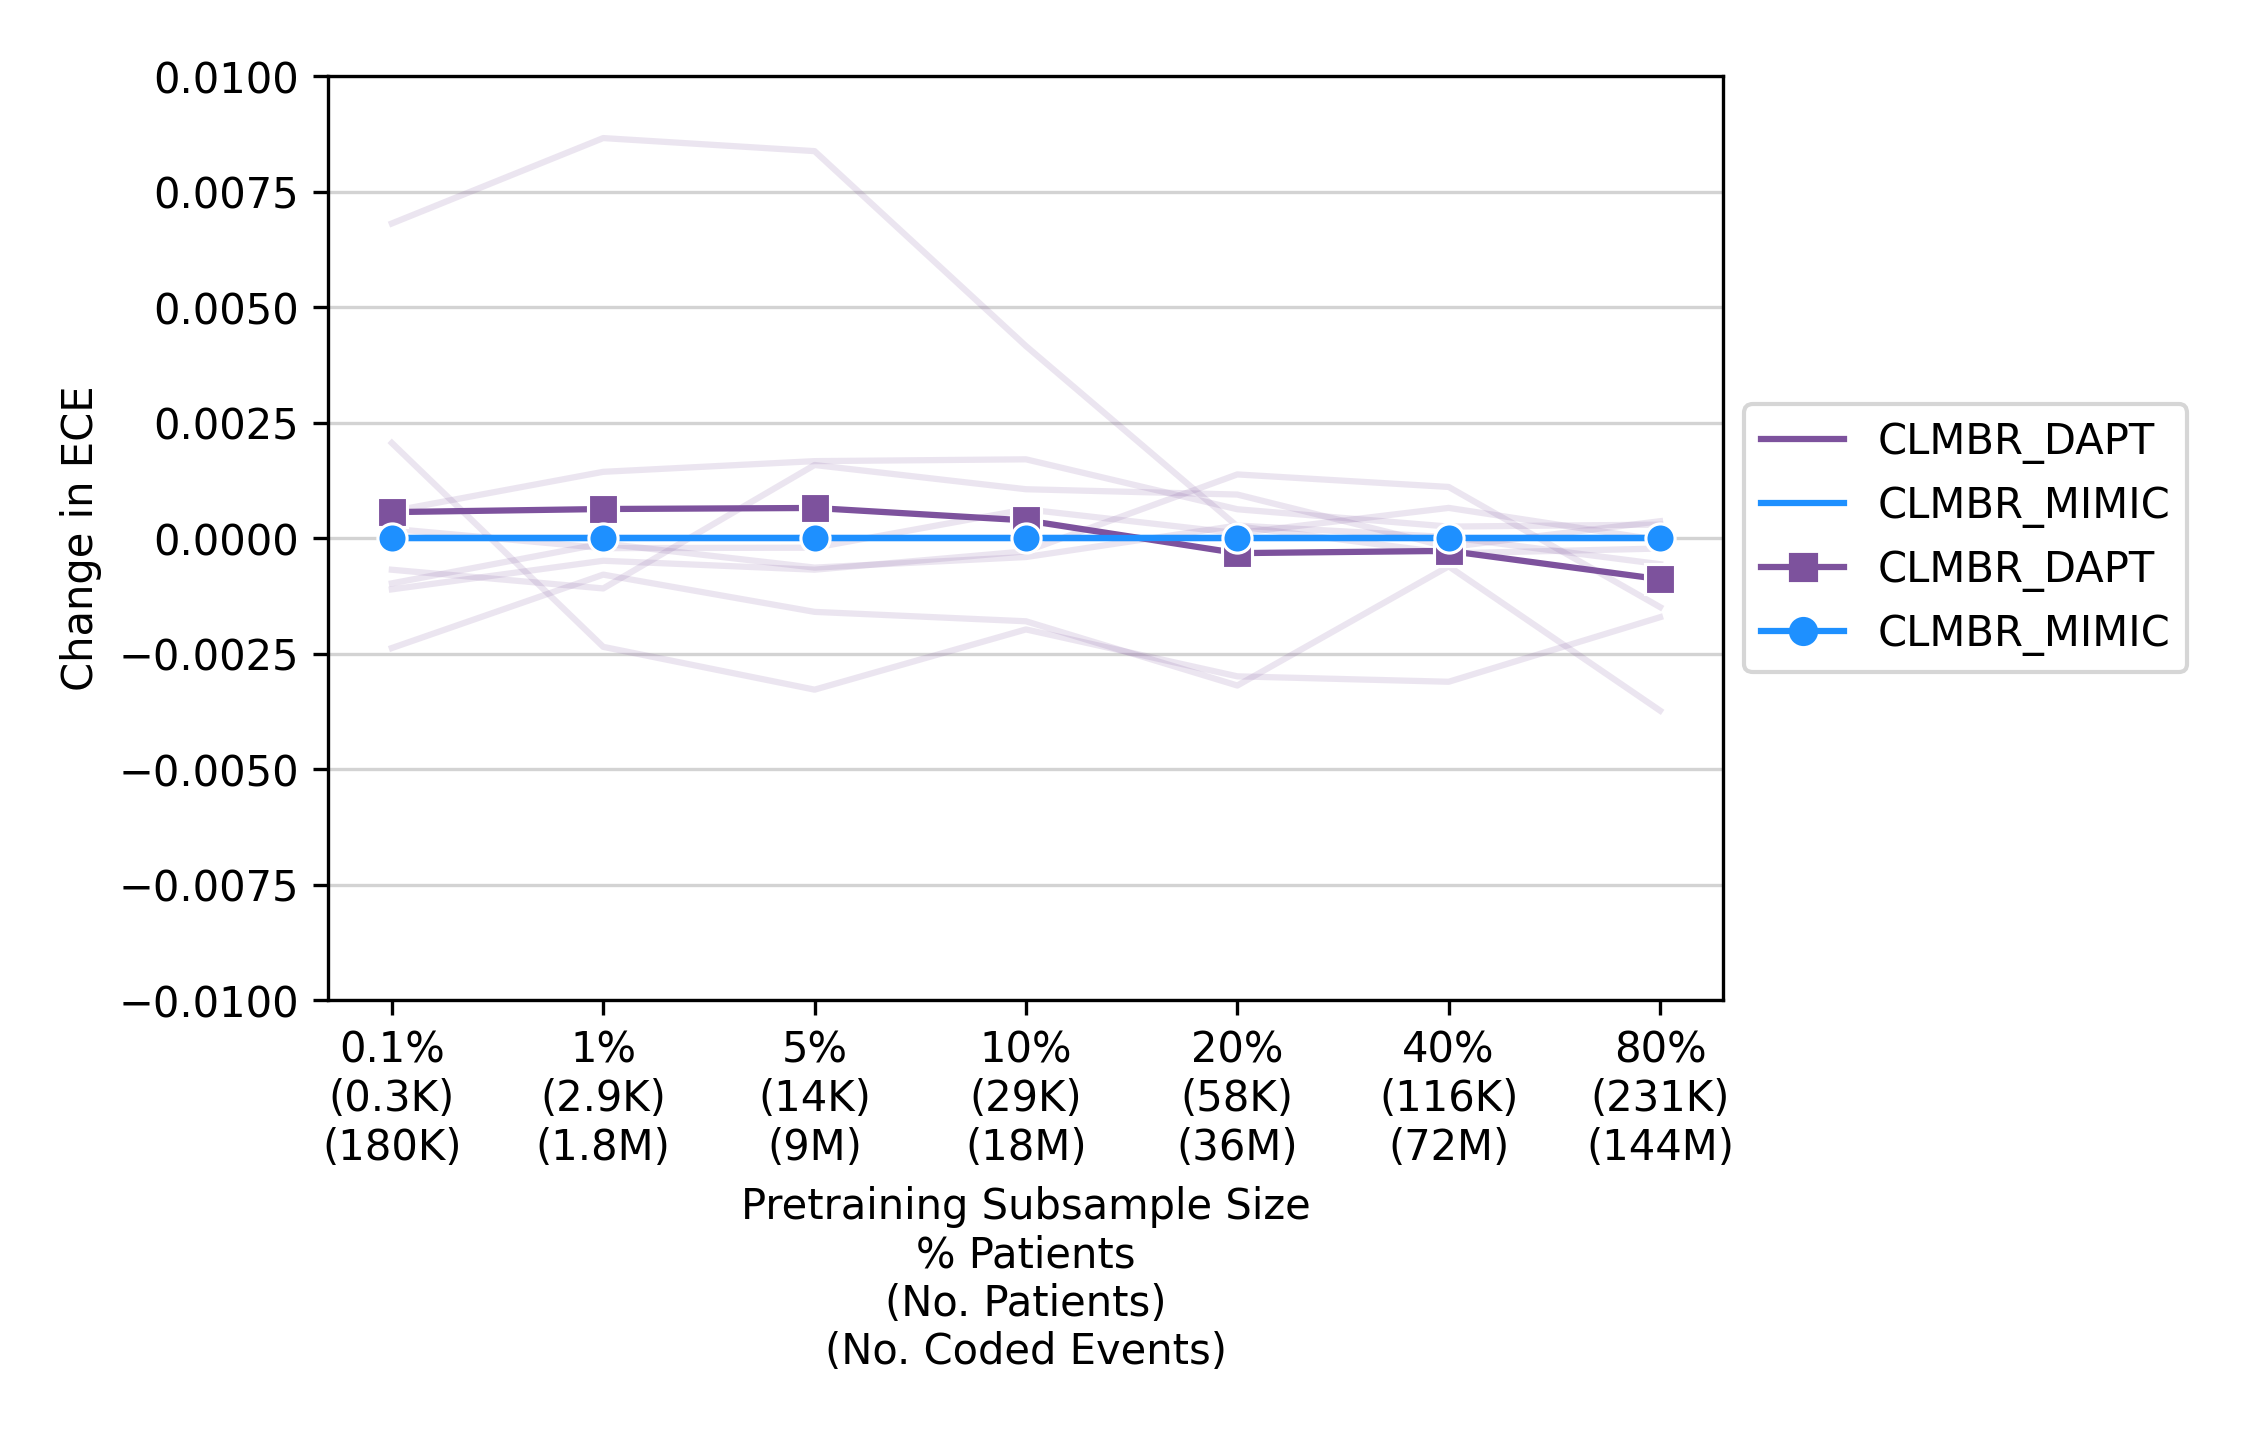 0.0100
0.0075
0.0050
0.0025
0.0000
−0.0025
−0.0050
−0.0075
−0.0100
Change in ECE
CLMBR_DAPT
CLMBR_MIMIC
CLMBR_DAPT
CLMBR_MIMIC
0.1% 1% 5% 10% 20% 40% 80%
(0.3K) (2.9K) (14K) (29K) (58K) (116K) (231K)
(180K) (1.8M) (9M) (18M) (36M) (72M) (144M)
Pretraining Subsample Size
% Patients
(No. Patients)
(No. Coded Events)